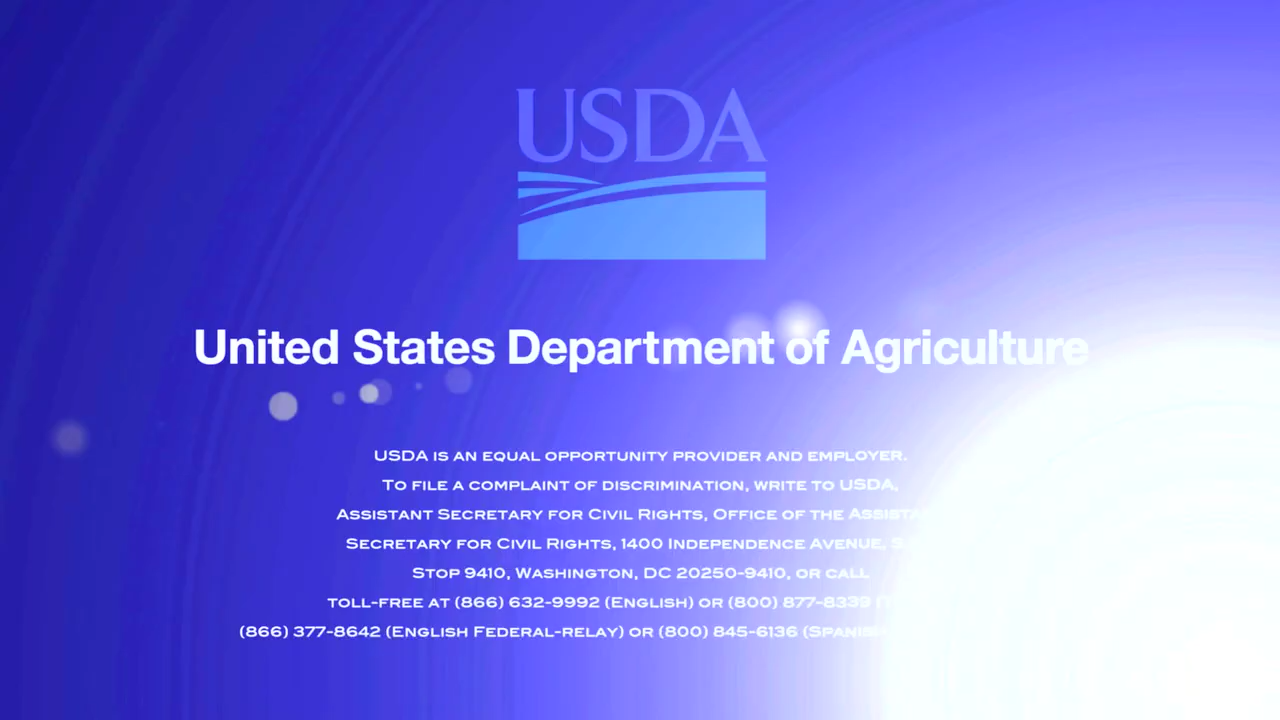 USDA
United States Department of Agriculture
USDA IS AN EQUAL OPPORTUNITY PROVIDER AND EMPLOYER.
TO FILE A COMPLAINT OF DISCRIMINATION, WRITE TO USDA,
ASSISTANT SECRETARY FOR CIVIL RIGHTS, OFFICE OF THE
SECRETARY FOR CIVIL RIGHTS, 1400 INDEPENDENCE AVENUE,
STOP 9410, WASHINGTON, DC 20250-9410, OR CALL
TOLL-FREE AT (866) 632-9992 (ENGLISH) OR (800) 877-8339
(866) 377-8642 (ENGLISH FEDERAL-RELAY) OR (800) 845-6136